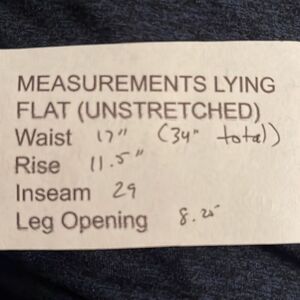 MEASUREMENTS LYING
FLAT (UNSTRETCHED)
Waist 17" (34" total)
Rise 11.5"
Inseam 29
Leg Opening 8.25